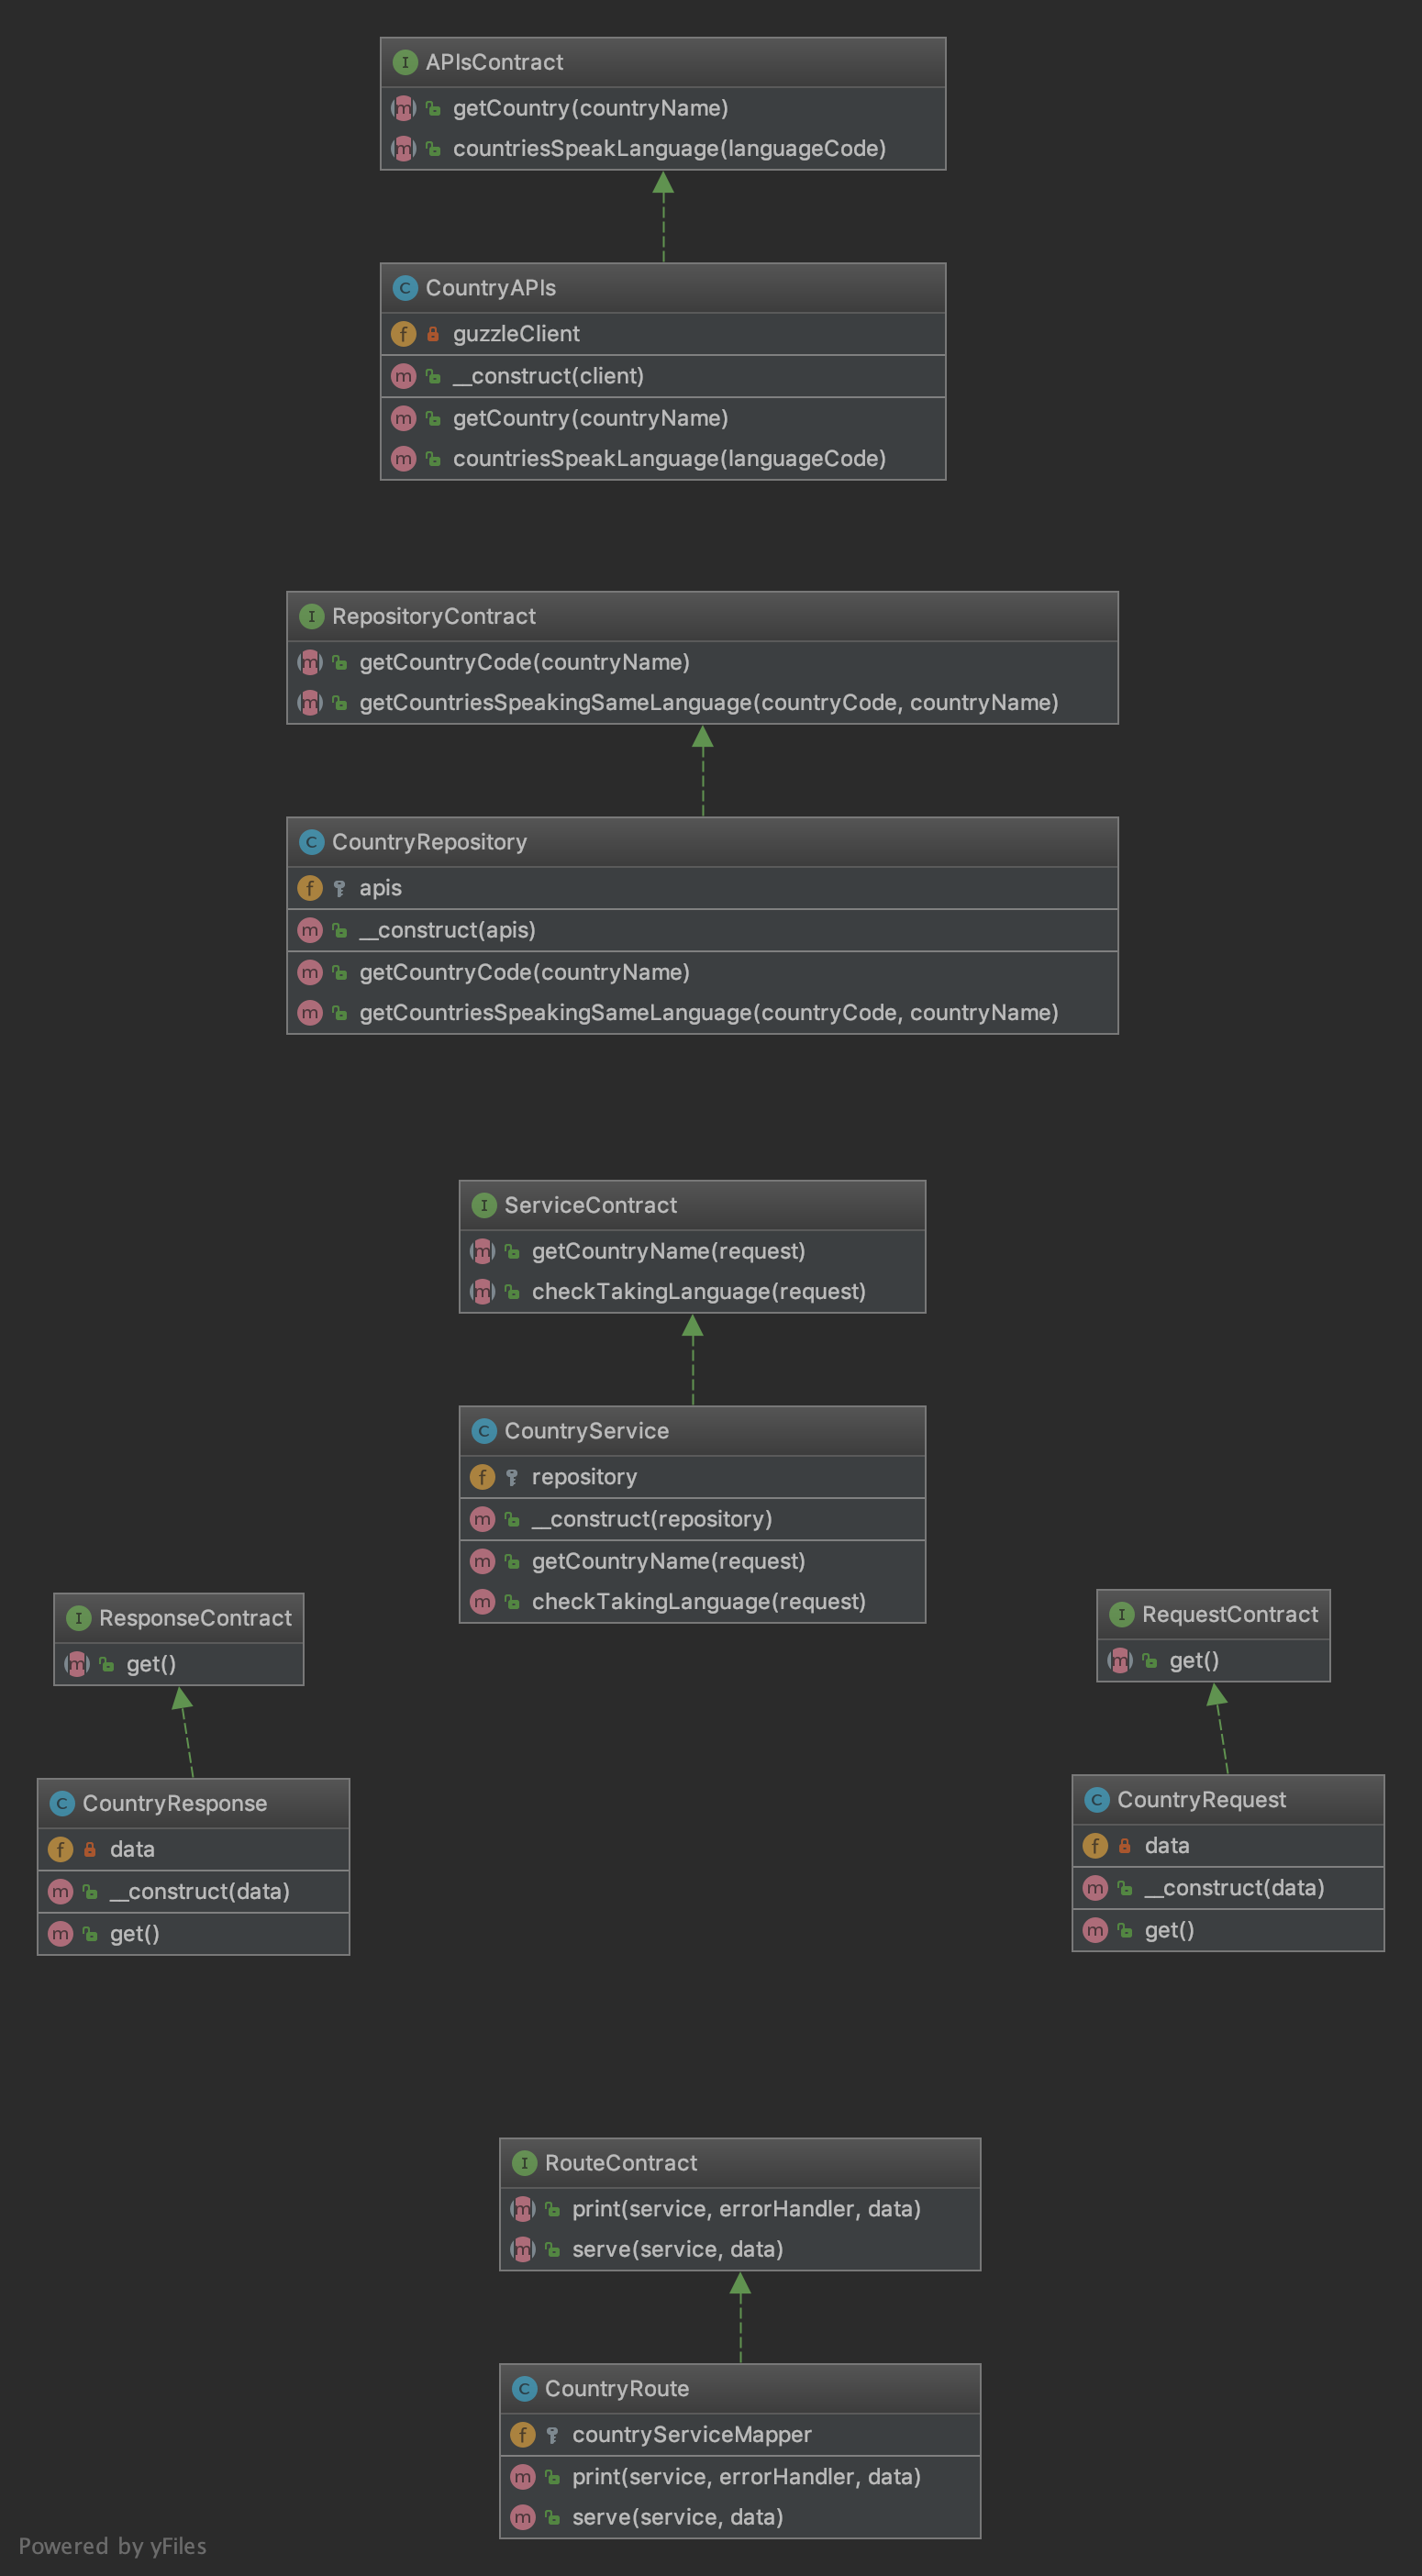 I APIsContract
m getCountry(countryName)
m countriesSpeakLanguage(languageCode)
C CountryAPIs
f guzzleClient
m __construct(client)
m getCountry(countryName)
m countriesSpeakLanguage(languageCode)
I RepositoryContract
m getCountryCode(countryName)
m getCountriesSpeakingSameLanguage(countryCode, countryName)
C CountryRepository
f apis
m __construct(apis)
m getCountryCode(countryName)
m getCountriesSpeakingSameLanguage(countryCode, countryName)
I ServiceContract
m getCountryName(request)
m checkTakingLanguage(request)
C CountryService
f repository
m __construct(repository)
m getCountryName(request)
m checkTakingLanguage(request)
I ResponseContract
m get()
C CountryResponse
f data
m __construct(data)
m get()
I RequestContract
m get()
C CountryRequest
f data
m __construct(data)
m get()
I RouteContract
m print(service, errorHandler, data)
m serve(service, data)
C CountryRoute
f countryServiceMapper
m print(service, errorHandler, data)
m serve(service, data)
Powered by yFiles